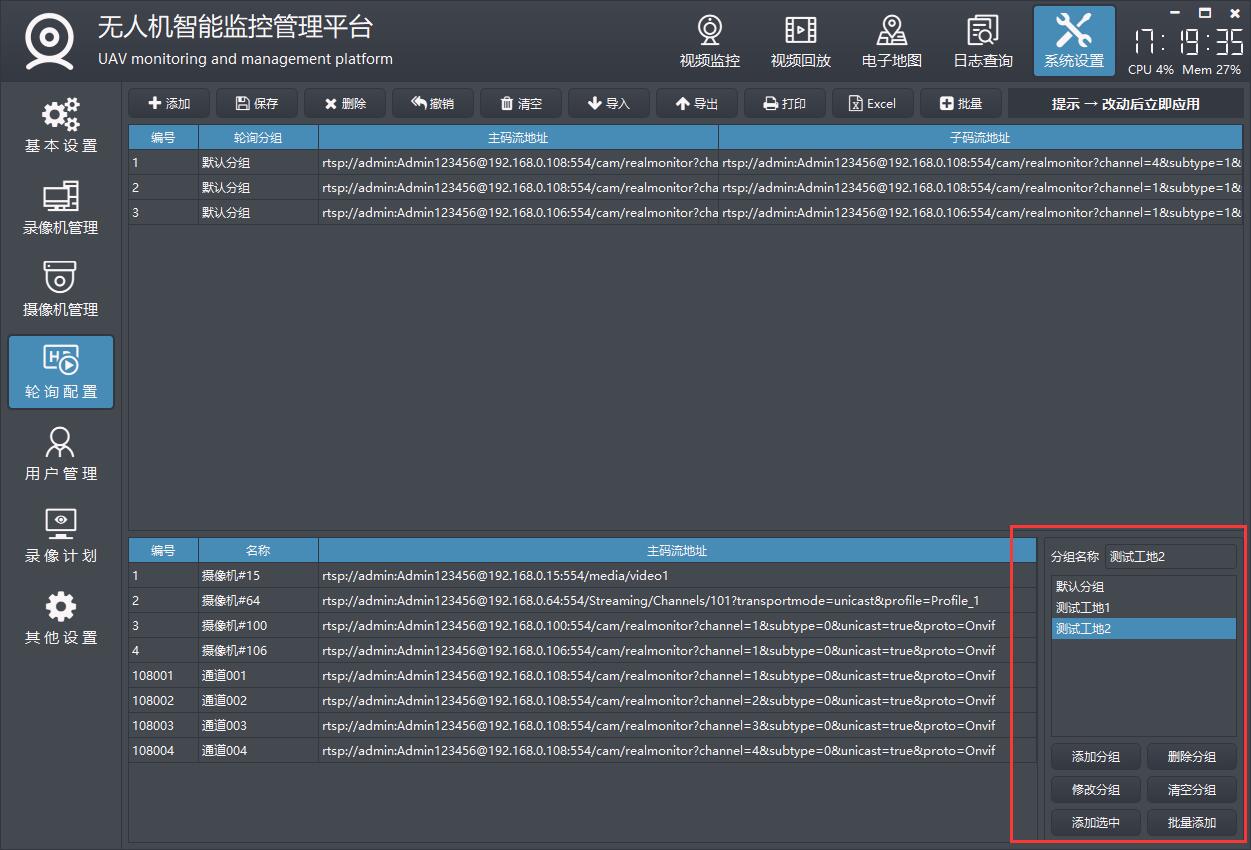 无人机智能监控管理平台
UAV monitoring and management platform
视频监控 视频回放 电子地图 日志查询 系统设置
17:19:35
CPU 4% Mem 27%
基本设置
录像机管理
摄像机管理
轮询配置
用户管理
录像计划
其他设置
添加 保存 删除 撤销 清空 导入 导出 打印 Excel 批量 提示 → 改动后立即应用
编号 轮询分组 主码流地址 子码流地址
1 默认分组 rtsp://admin:Admin123456@192.168.0.108:554/cam/realmonitor?cha rtsp://admin:Admin123456@192.168.0.108:554/cam/realmonitor?channel=4&subtype=1&
2 默认分组 rtsp://admin:Admin123456@192.168.0.108:554/cam/realmonitor?cha rtsp://admin:Admin123456@192.168.0.108:554/cam/realmonitor?channel=1&subtype=1&
3 默认分组 rtsp://admin:Admin123456@192.168.0.106:554/cam/realmonitor?cha rtsp://admin:Admin123456@192.168.0.106:554/cam/realmonitor?channel=1&subtype=1&
编号 名称 主码流地址
1 摄像机#15 rtsp://admin:Admin123456@192.168.0.15:554/media/video1
2 摄像机#64 rtsp://admin:Admin123456@192.168.0.64:554/Streaming/Channels/101?transportmode=unicast&profile=Profile_1
3 摄像机#100 rtsp://admin:Admin123456@192.168.0.100:554/cam/realmonitor?channel=1&subtype=0&unicast=true&proto=Onvif
4 摄像机#106 rtsp://admin:Admin123456@192.168.0.106:554/cam/realmonitor?channel=1&subtype=0&unicast=true&proto=Onvif
108001 通道001 rtsp://admin:Admin123456@192.168.0.108:554/cam/realmonitor?channel=1&subtype=0&unicast=true&proto=Onvif
108002 通道002 rtsp://admin:Admin123456@192.168.0.108:554/cam/realmonitor?channel=2&subtype=0&unicast=true&proto=Onvif
108003 通道003 rtsp://admin:Admin123456@192.168.0.108:554/cam/realmonitor?channel=3&subtype=0&unicast=true&proto=Onvif
108004 通道004 rtsp://admin:Admin123456@192.168.0.108:554/cam/realmonitor?channel=4&subtype=0&unicast=true&proto=Onvif
分组名称 测试工地2
默认分组
测试工地1
测试工地2
添加分组 删除分组
修改分组 清空分组
添加选中 批量添加